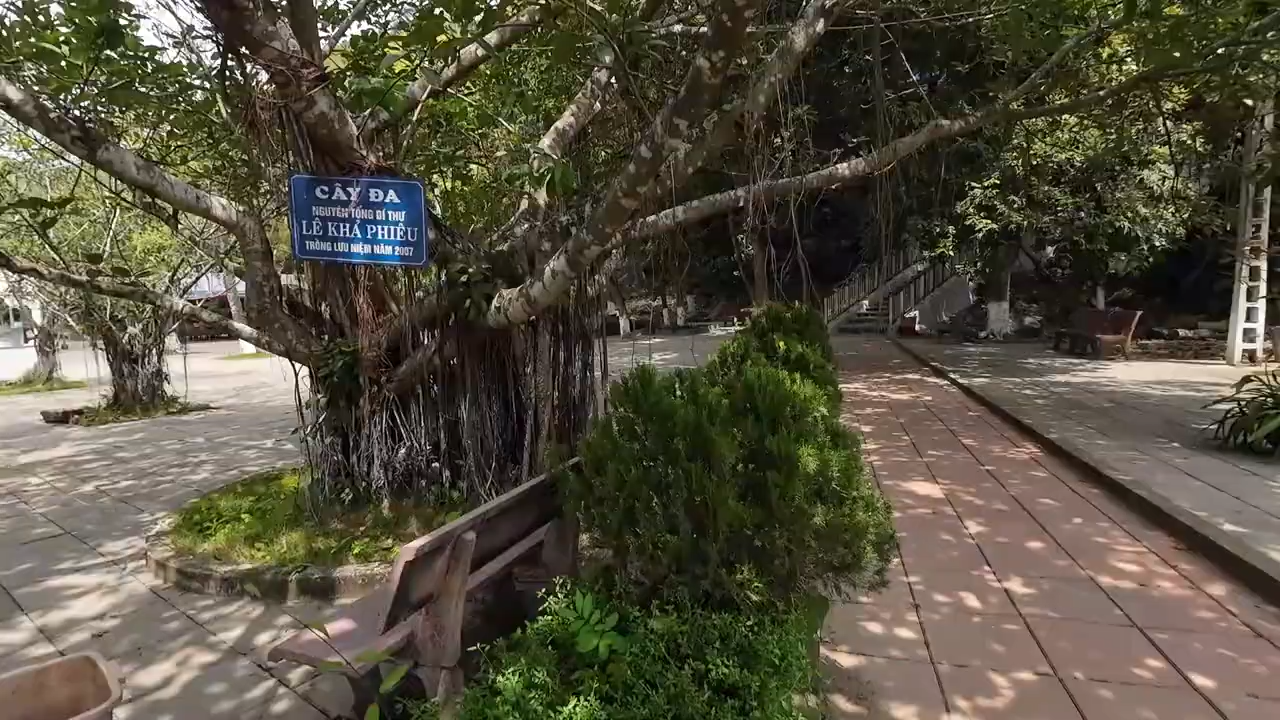 CÂY ĐA
NGUYÊN TỔNG BÍ THƯ
LÊ KHẢ PHIÊU
TRỒNG LƯU NIỆM NĂM 2007